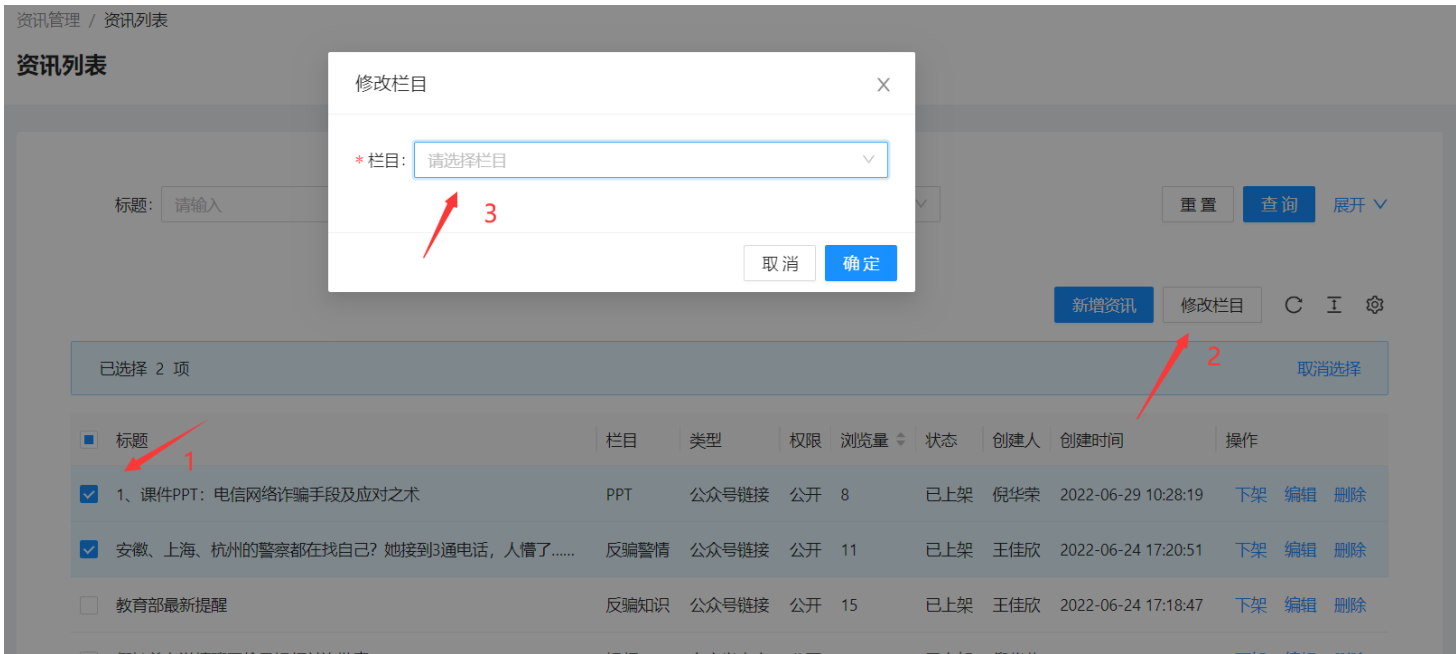 资讯管理 / 资讯列表
资讯列表
修改栏目
* 栏目: 请选择栏目
3
标题: 请输入
重置 查询 展开
取消 确定
新增资讯 修改栏目
2
已选择 2 项 取消选择
标题 栏目 类型 权限 浏览量 状态 创建人 创建时间 操作
1
1、课件PPT：电信网络诈骗手段及应对之术 PPT 公众号链接 公开 8 已上架 倪华荣 2022-06-29 10:28:19 下架 编辑 删除
安徽、上海、杭州的警察都在找自己？她接到3通电话，人懵了...... 反骗警情 公众号链接 公开 11 已上架 王佳欣 2022-06-24 17:20:51 下架 编辑 删除
教育部最新提醒 反骗知识 公众号链接 公开 15 已上架 王佳欣 2022-06-24 17:18:47 下架 编辑 删除